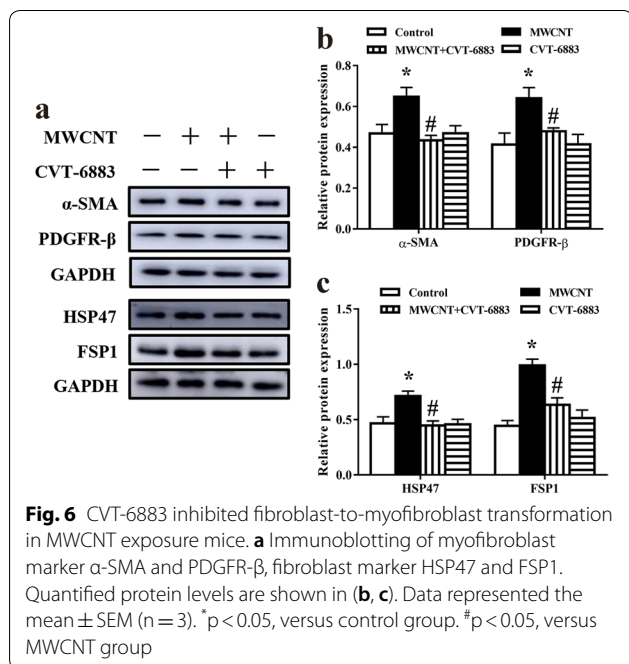 a
MWCNT − + + −
CVT-6883 − − + +
α-SMA
PDGFR-β
GAPDH
HSP47
FSP1
GAPDH
b
Control MWCNT
MWCNT+CVT-6883 CVT-6883
Relative protein expression
0.8
0.6
0.4
0.2
0.0
* # * #
α-SMA PDGFR-β
c
Control MWCNT
MWCNT+CVT-6883 CVT-6883
Relative protein expression
1.5
1.0
0.5
0.0
* # * #
HSP47 FSP1
Fig. 6 CVT-6883 inhibited fibroblast-to-myofibroblast transformation
in MWCNT exposure mice. a Immunoblotting of myofibroblast
marker α-SMA and PDGFR-β, fibroblast marker HSP47 and FSP1.
Quantified protein levels are shown in (b, c). Data represented the
mean ± SEM (n = 3). *p < 0.05, versus control group. #p < 0.05, versus
MWCNT group